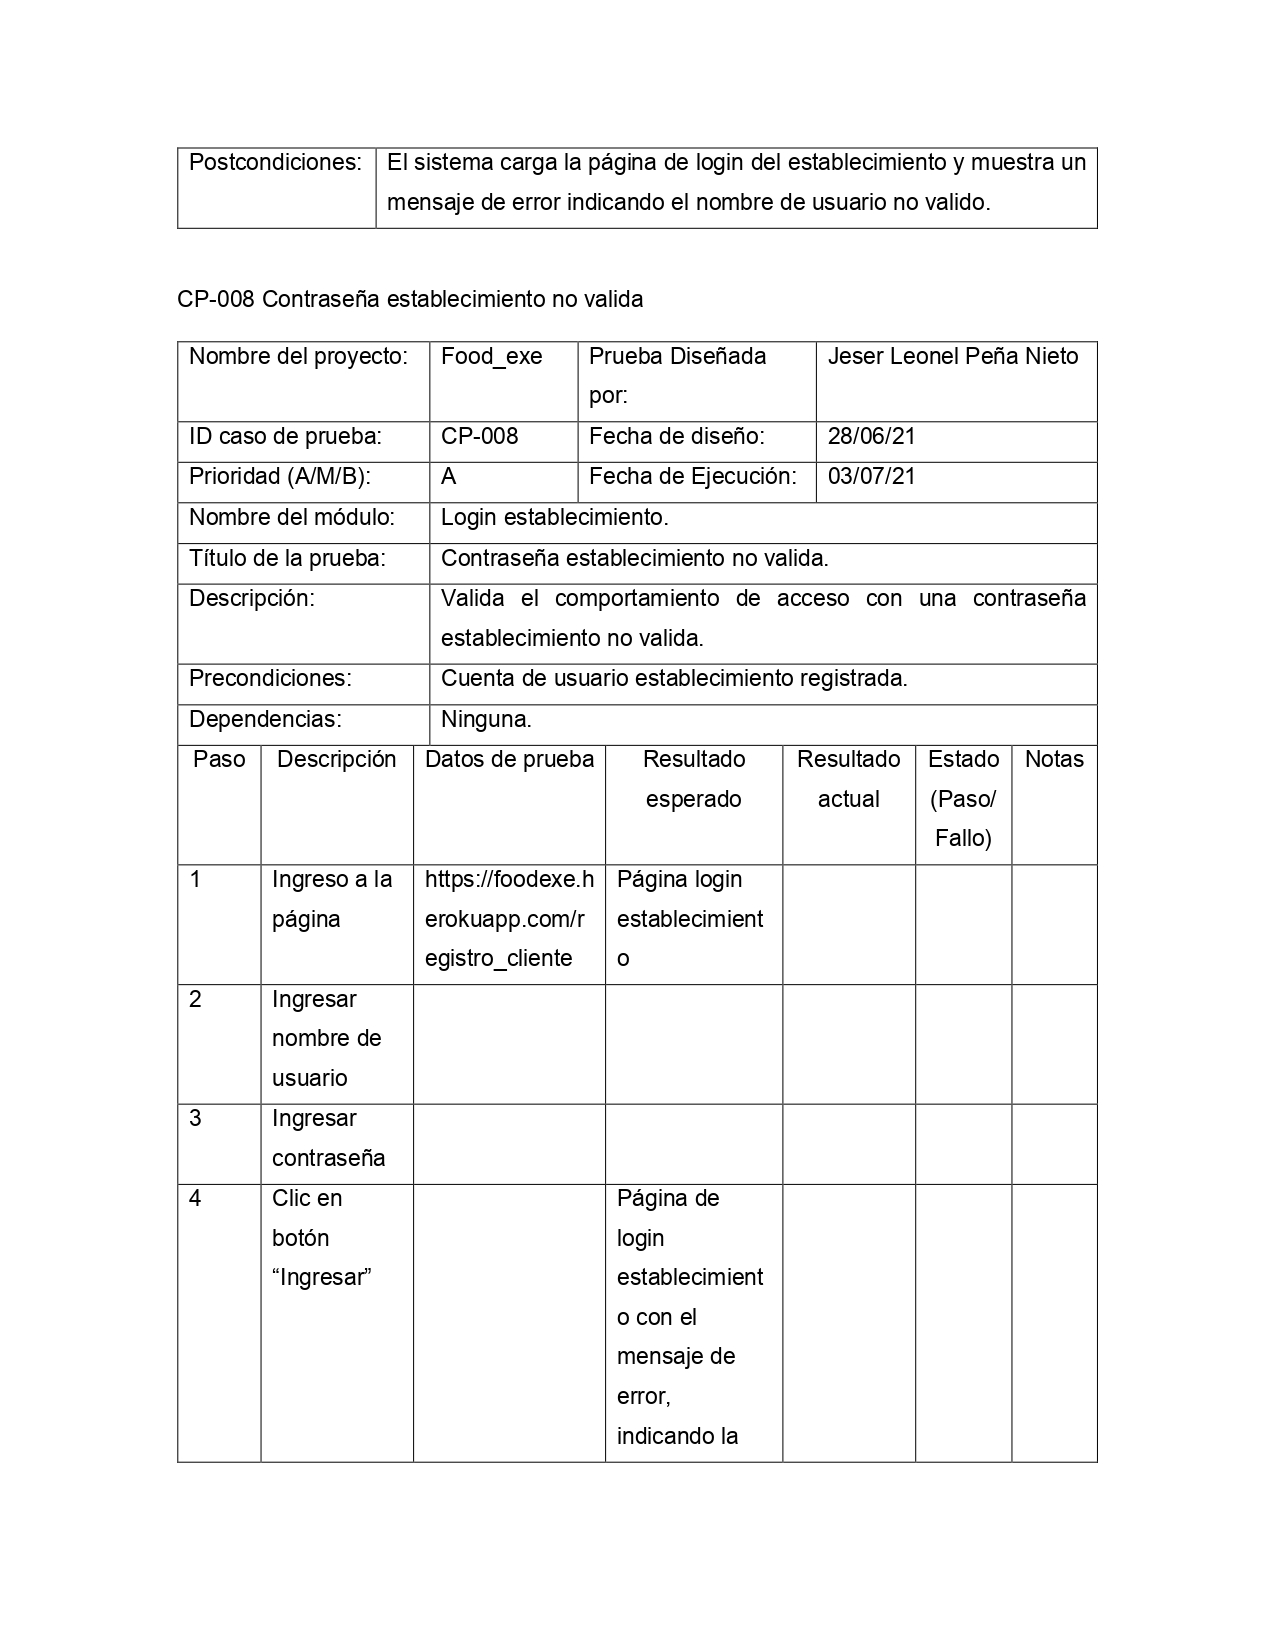 Postcondiciones: El sistema carga la página de login del establecimiento y muestra un
mensaje de error indicando el nombre de usuario no valido.
CP-008 Contraseña establecimiento no valida
Nombre del proyecto: Food_exe Prueba Diseñada Jeser Leonel Peña Nieto
por:
ID caso de prueba: CP-008 Fecha de diseño: 28/06/21
Prioridad (A/M/B): A Fecha de Ejecución: 03/07/21
Nombre del módulo: Login establecimiento.
Título de la prueba: Contraseña establecimiento no valida.
Descripción: Valida el comportamiento de acceso con una contraseña
establecimiento no valida.
Precondiciones: Cuenta de usuario establecimiento registrada.
Dependencias: Ninguna.
Paso Descripción Datos de prueba Resultado Resultado Estado Notas
esperado actual (Paso/
Fallo)
1 Ingreso a la https://foodexe.h Página login
página erokuapp.com/r establecimient
egistro_cliente o
2 Ingresar
nombre de
usuario
3 Ingresar
contraseña
4 Clic en Página de
botón login
“Ingresar” establecimient
o con el
mensaje de
error,
indicando la